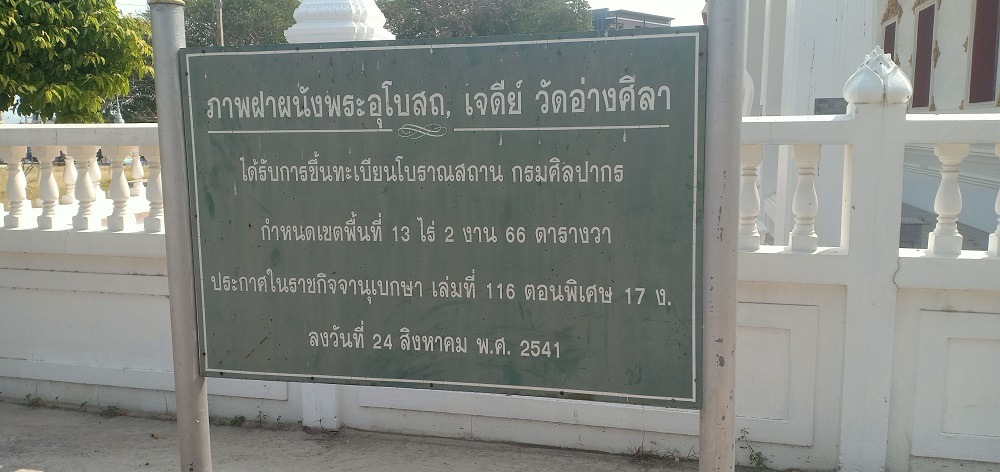 ภาพฝาผนังพระอุโบสถ, เจดีย์ วัดอ่างศิลา
ได้รับการขึ้นทะเบียนโบราณสถาน กรมศิลปากร
กำหนดเขตพื้นที่ 13 ไร่ 2 งาน 66 ตารางวา
ประกาศในราชกิจจานุเบกษา เล่มที่ 116 ตอนพิเศษ 17 ง.
ลงวันที่ 24 สิงหาคม พ.ศ. 2541